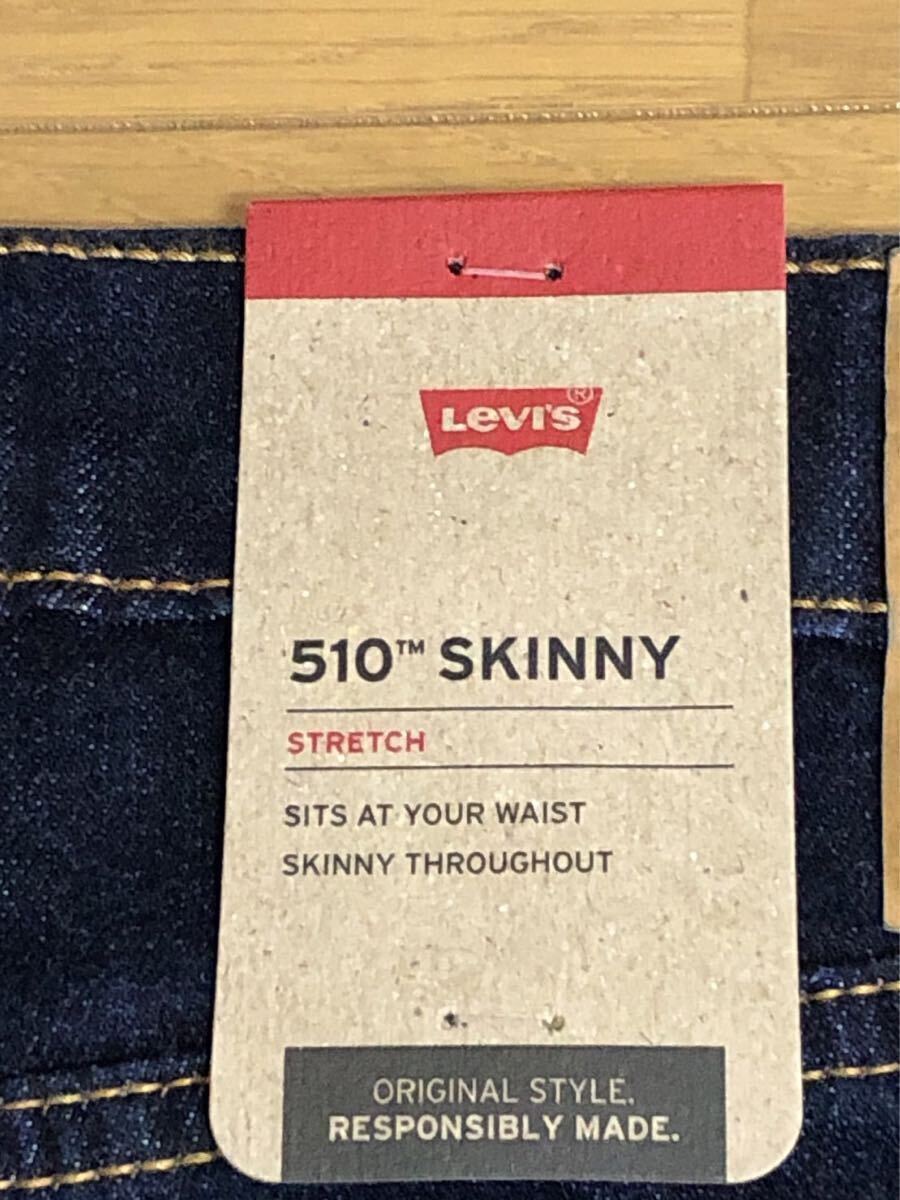 Levi's®
510™ SKINNY
STRETCH
SITS AT YOUR WAIST
SKINNY THROUGHOUT
ORIGINAL STYLE.
RESPONSIBLY MADE.